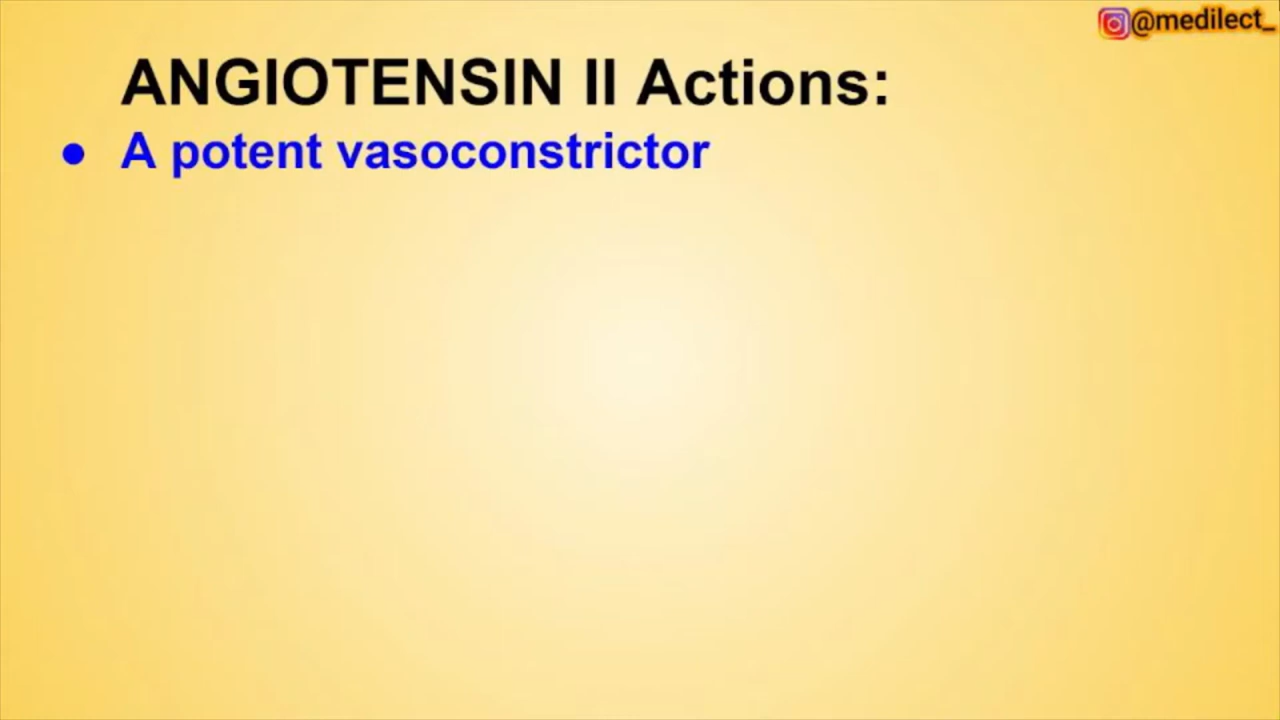 @medilect_
ANGIOTENSIN II Actions:
● A potent vasoconstrictor